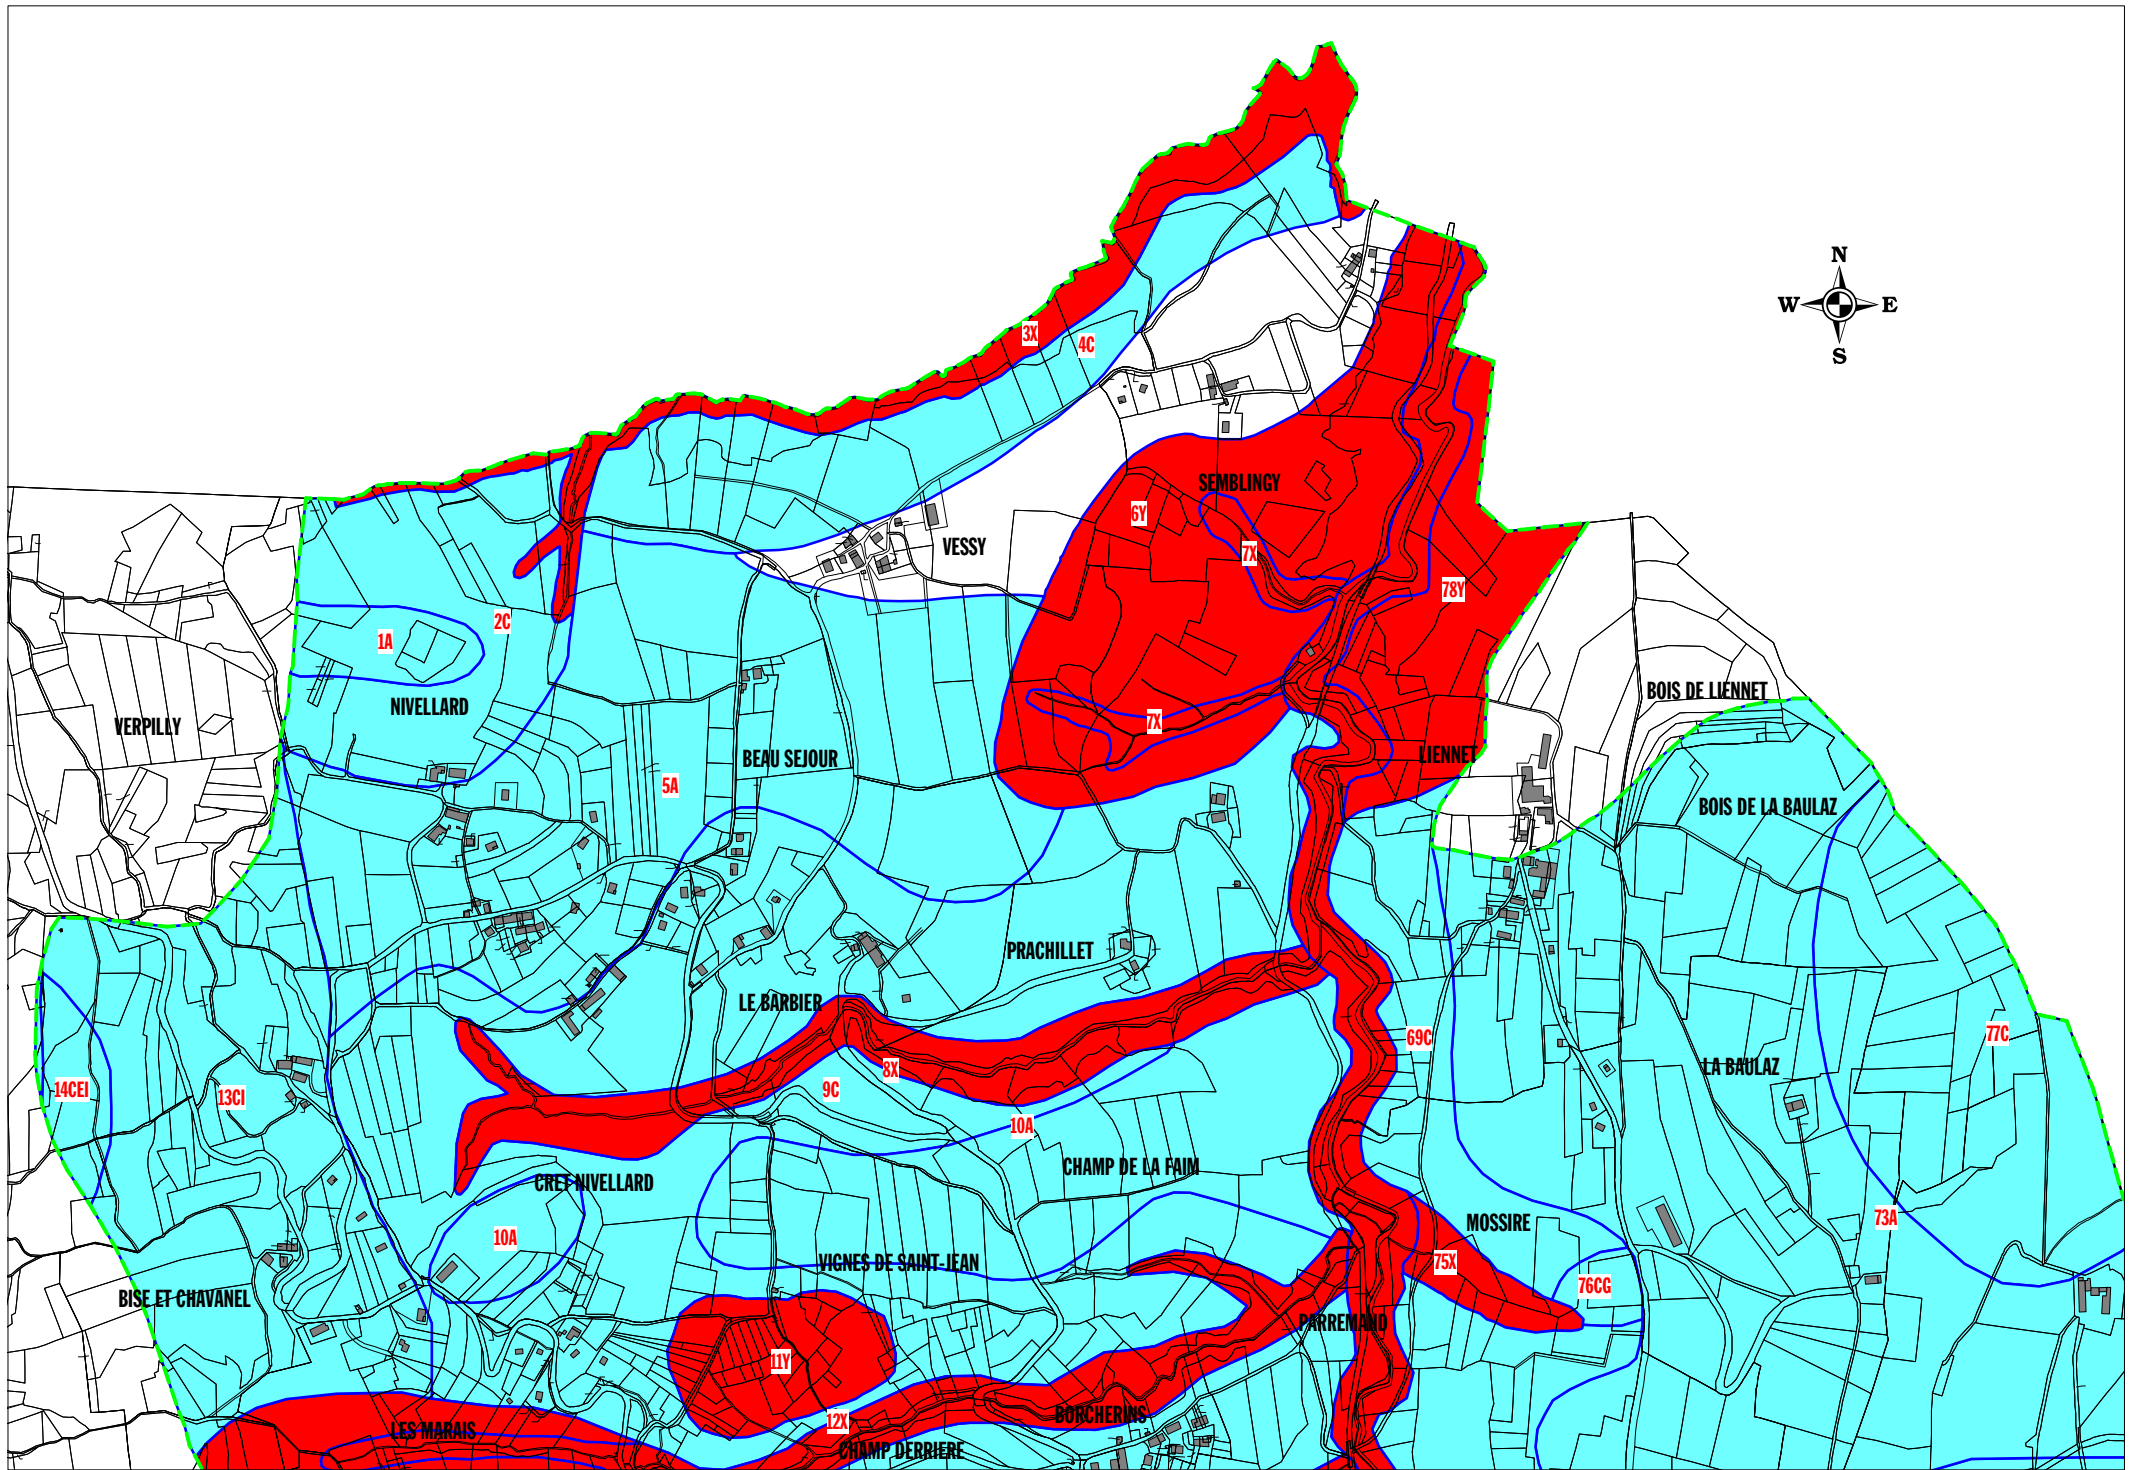 N
W E
S
3X
4C
SEMBLINGY
6Y
VESSY
7X
78Y
2C
1A
BOIS DE LIENNET
NIVELLARD
7X
VERPILLY
LIENNET
BEAU SEJOUR
5A
BOIS DE LA BAULAZ
PRACHILLET
LE BARBIER
69C
77C
8X
LA BAULAZ
14CEI
13CI
9C
10A
CHAMP DE LA FAIM
CRET NIVELLARD
73A
MOSSIRE
10A
VIGNES DE SAINT-JEAN
75X
76CG
BISE ET CHAVANEL
PARREMAND
11Y
BORCHERINS
12X
LES MARAIS
CHAMP DERRIERE